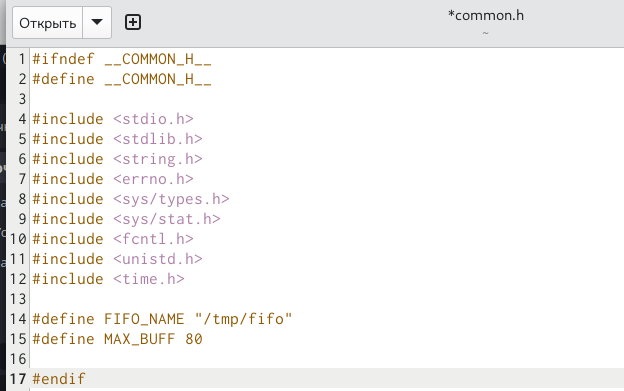 Открыть
*common.h
~
1 #ifndef __COMMON_H__
2 #define __COMMON_H__
3
4 #include <stdio.h>
5 #include <stdlib.h>
6 #include <string.h>
7 #include <errno.h>
8 #include <sys/types.h>
9 #include <sys/stat.h>
10 #include <fcntl.h>
11 #include <unistd.h>
12 #include <time.h>
13
14 #define FIFO_NAME "/tmp/fifo"
15 #define MAX_BUFF 80
16
17 #endif